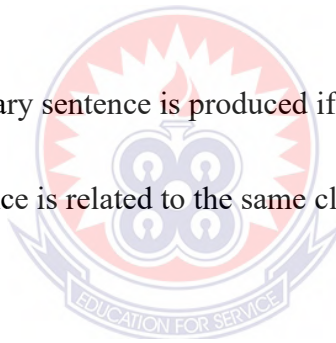 ary sentence is produced if
ce is related to the same cl
EDUCATION FOR SERVICE